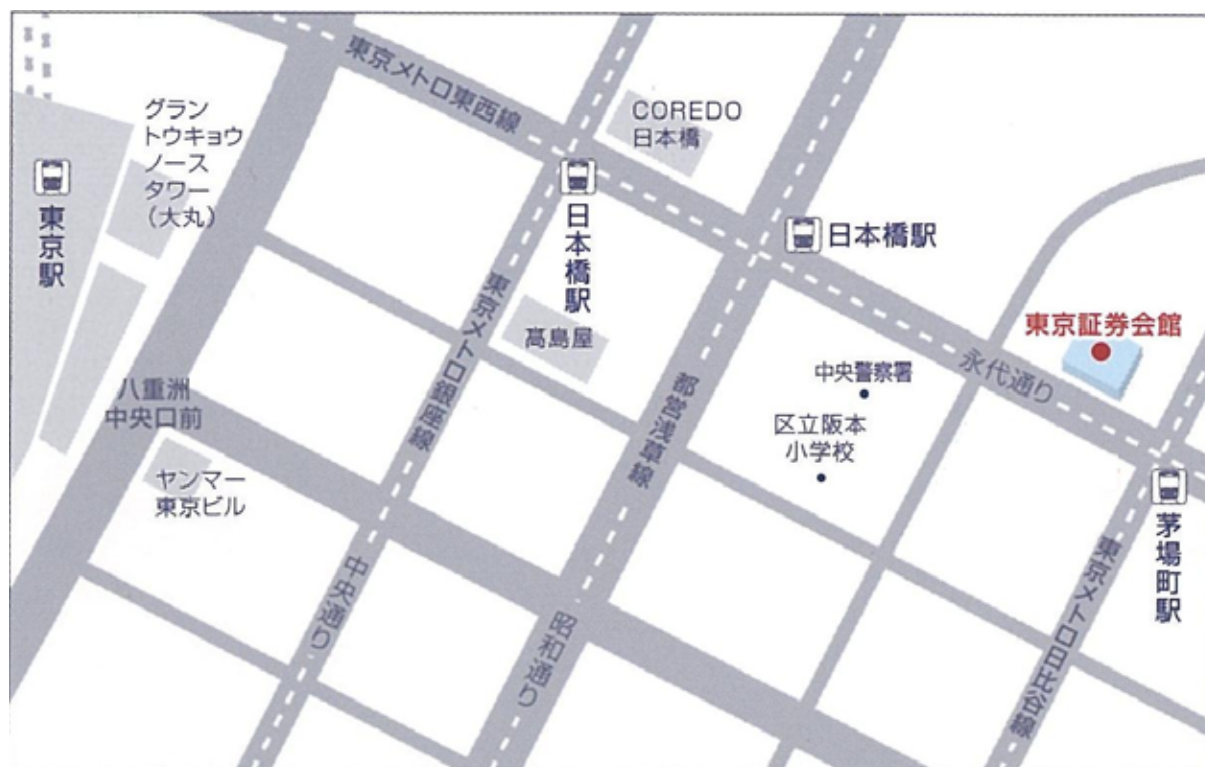 東京メトロ東西線
グラン
トウキョウ
ノース
タワー
（大丸）
COREDO
日本橋
東京駅
日本橋駅
日本橋駅
東京メトロ銀座線
髙島屋
東京証券会館
永代通り
中央警察署
区立阪本
小学校
都営浅草線
八重洲
中央口前
ヤンマー
東京ビル
中央通り
昭和通り
茅場町駅
東京メトロ日比谷線